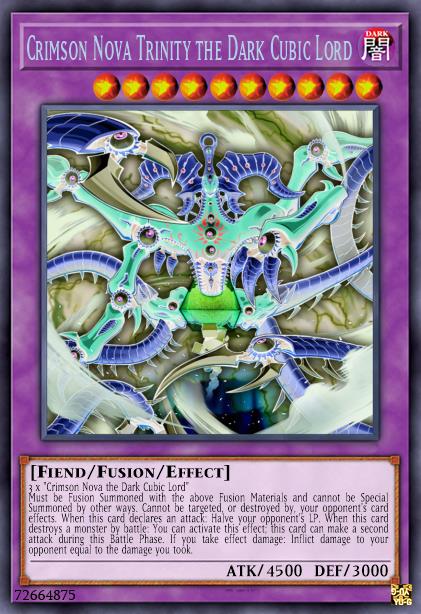 Crimson Nova Trinity the Dark Cubic Lord
DARK
闇
[Fiend/Fusion/Effect]
3 x "Crimson Nova the Dark Cubic Lord"
Must be Fusion Summoned with the above Fusion Materials and cannot be Special
Summoned by other ways. Cannot be targeted, or destroyed by, your opponent's card
effects. When this card declares an attack: Halve your opponent's LP. When this card
destroys a monster by battle: You can activate this effect; this card can make a second
attack during this Battle Phase. If you take effect damage: Inflict damage to your
opponent equal to the damage you took.
ATK/4500 DEF/3000
72664875